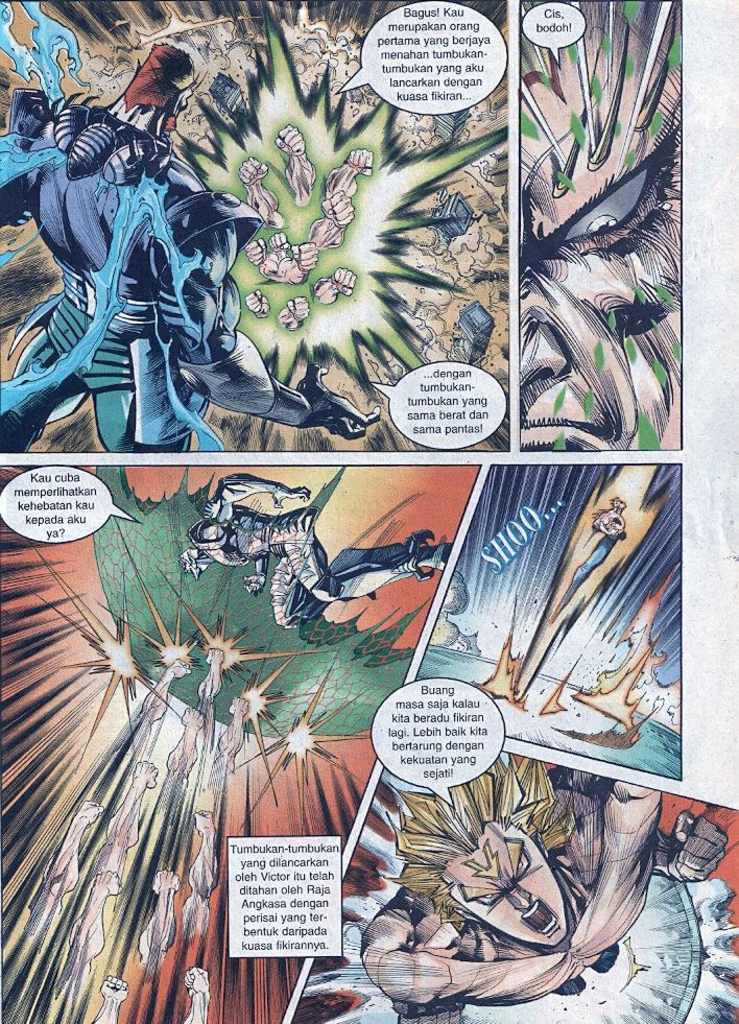 Bagus! Kau
merupakan orang
pertama yang berjaya
menahan tumbukan-
tumbukan yang aku
lancarkan dengan
kuasa fikiran...
...dengan
tumbukan-
tumbukan yang
sama berat dan
sama pantas!
Cis,
bodoh!
Kau cuba
memperlihatkan
kehebatan kau
kepada aku
ya?
Tumbukan-tumbukan
yang dilancarkan
oleh Victor itu telah
ditahan oleh Raja
Angkasa dengan
perisai yang ter-
bentuk daripada
kuasa fikirannya.
SHOO...
Buang
masa saja kalau
kita beradu fikiran
lagi. Lebih baik kita
bertarung dengan
kekuatan yang
sejati!